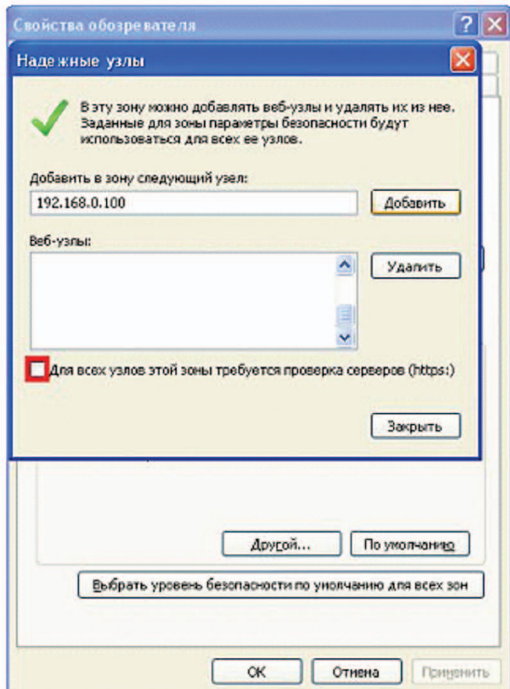 Свойства обозревателя
Надежные узлы
В эту зону можно добавлять веб-узлы и удалять их из нее.
Заданные для зоны параметры безопасности будут
использоваться для всех ее узлов.
Добавить в зону следующий узел:
192.168.0.100
Добавить
Веб-узлы:
Удалить
Для всех узлов этой зоны требуется проверка серверов (https:)
Закрыть
Другой...
По умолчанию
Выбрать уровень безопасности по умолчанию для всех зон
ОК
Отмена
Применить